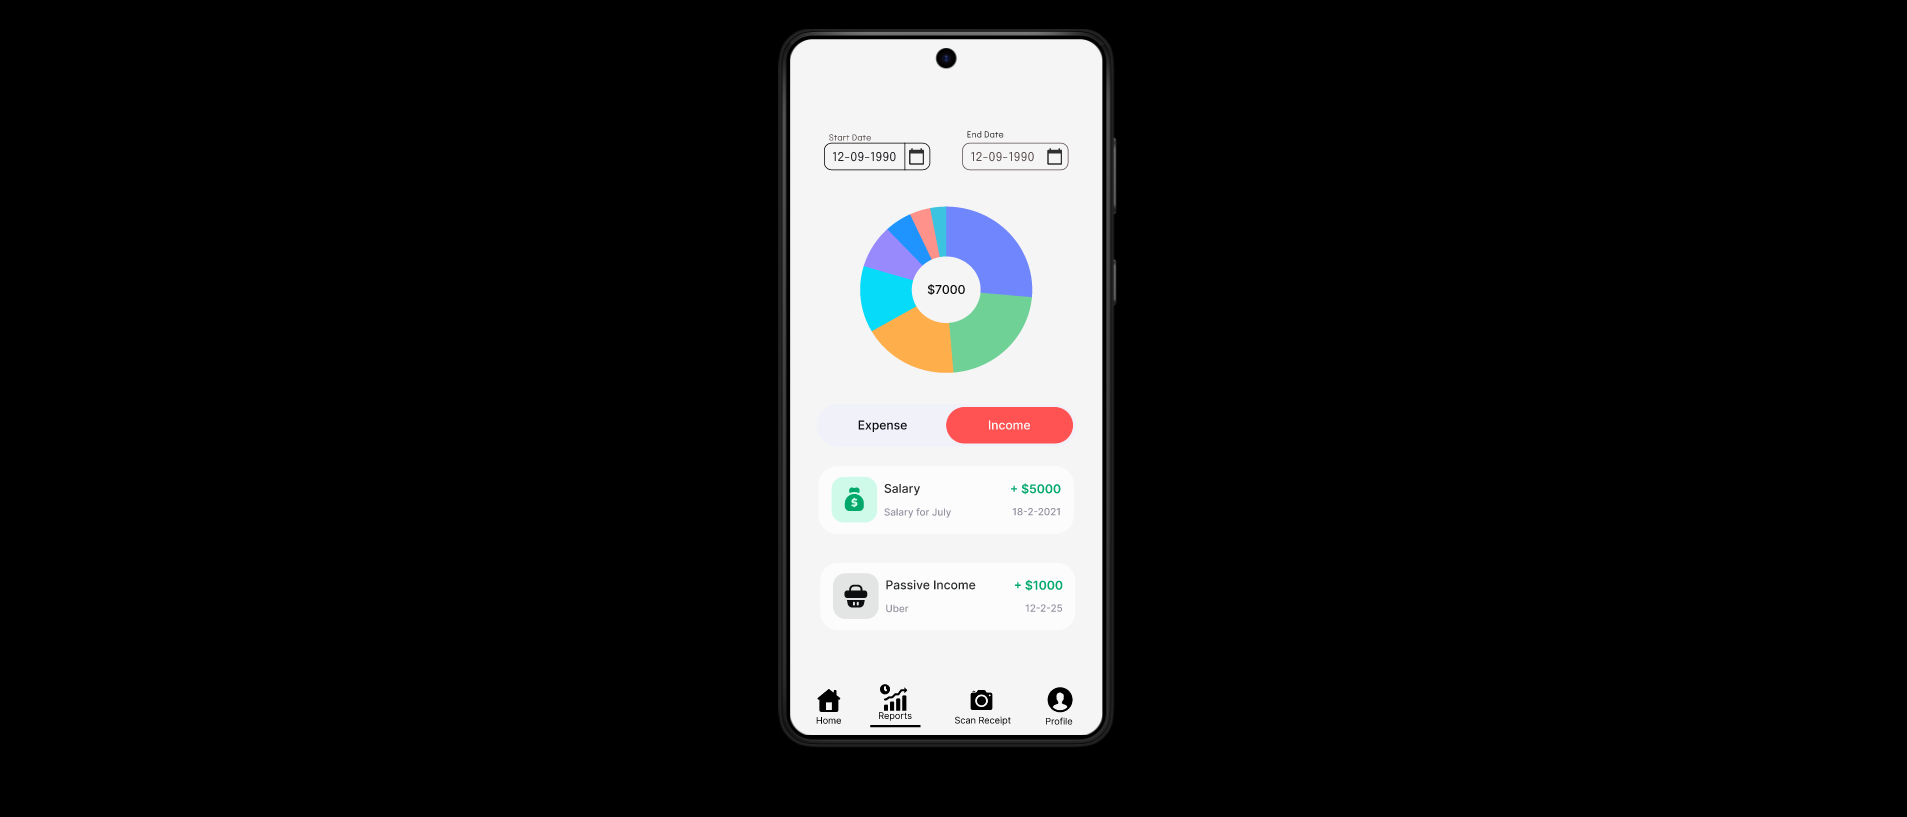 Start Date
End Date
12-09-1990
12-09-1990
$7000
Expense
Income
Salary
+ $5000
Salary for July
18-2-2021
Passive Income
+ $1000
Uber
12-2-25
Home
Reports
Scan Receipt
Profile